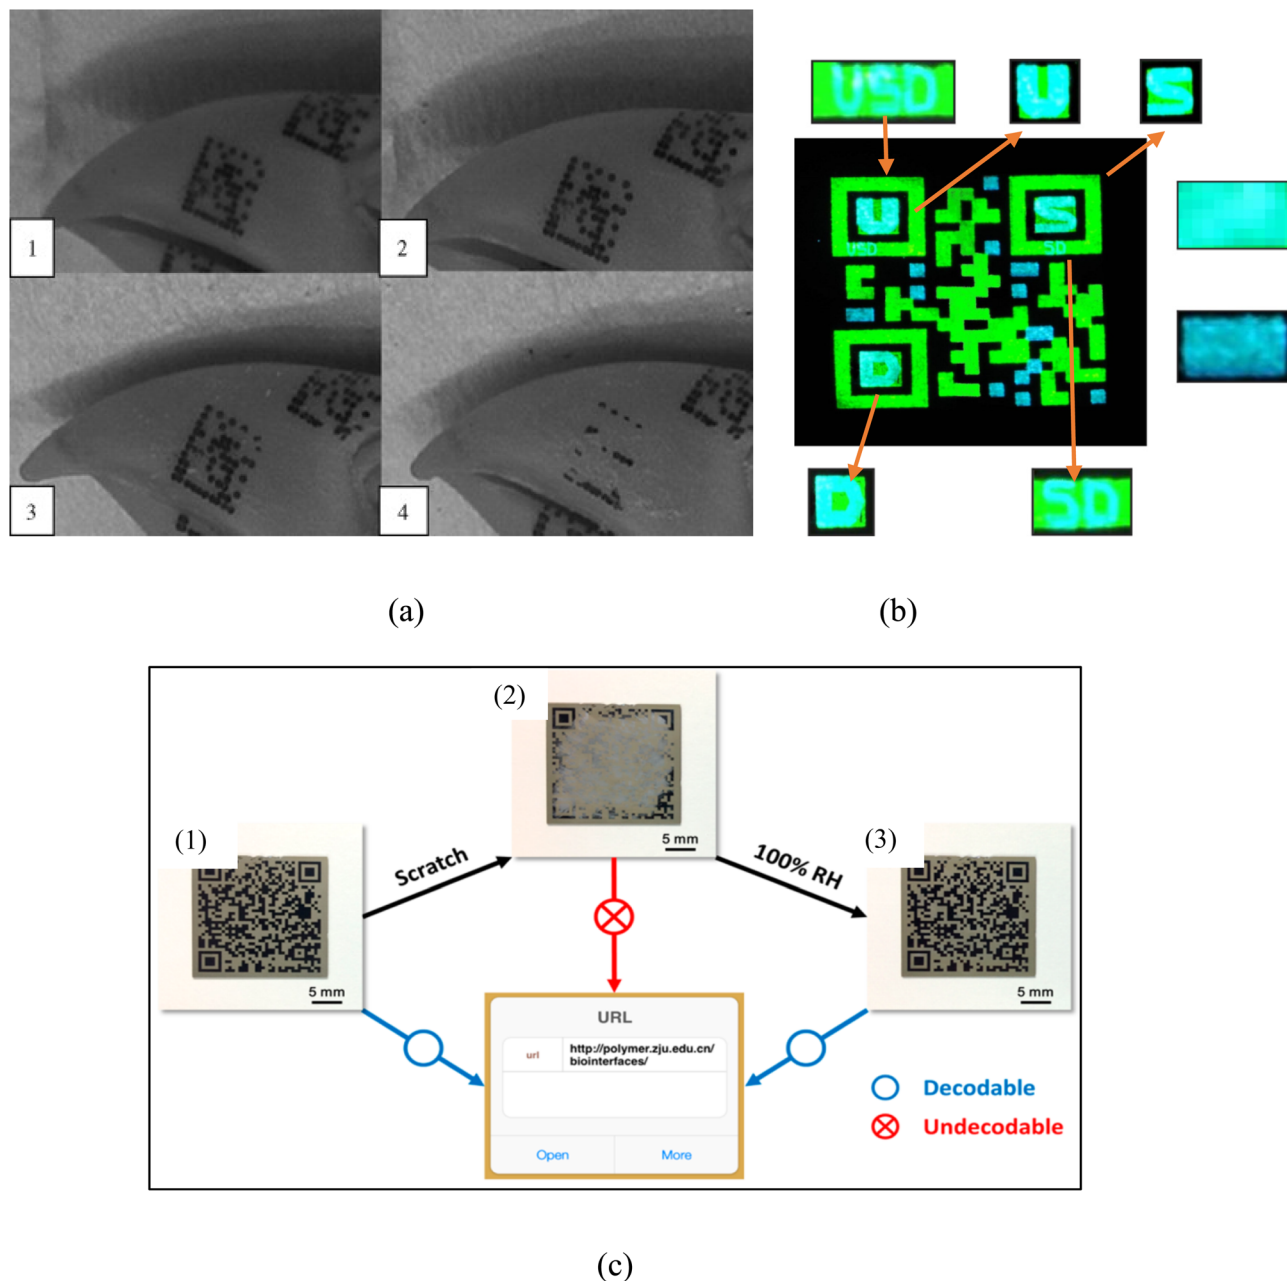 1
2
3
4
(a)
USD
U
S
U
S
USD
SD
D
D
SD
(b)
(1)
5 mm
Scratch
(2)
5 mm
100% RH
(3)
5 mm
URL
url
http://polymer.zju.edu.cn/
biointerfaces/
Open
More
Decodable
Undecodable
(c)